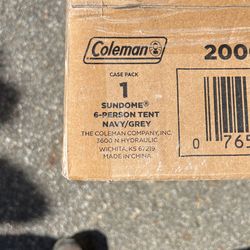 Coleman
CASE PACK
1
SUNDOME®
6-PERSON TENT
NAVY/GREY
THE COLEMAN COMPANY, INC.
3600 N HYDRAULIC
WICHITA, KS 67219
MADE IN CHINA
200
0 765